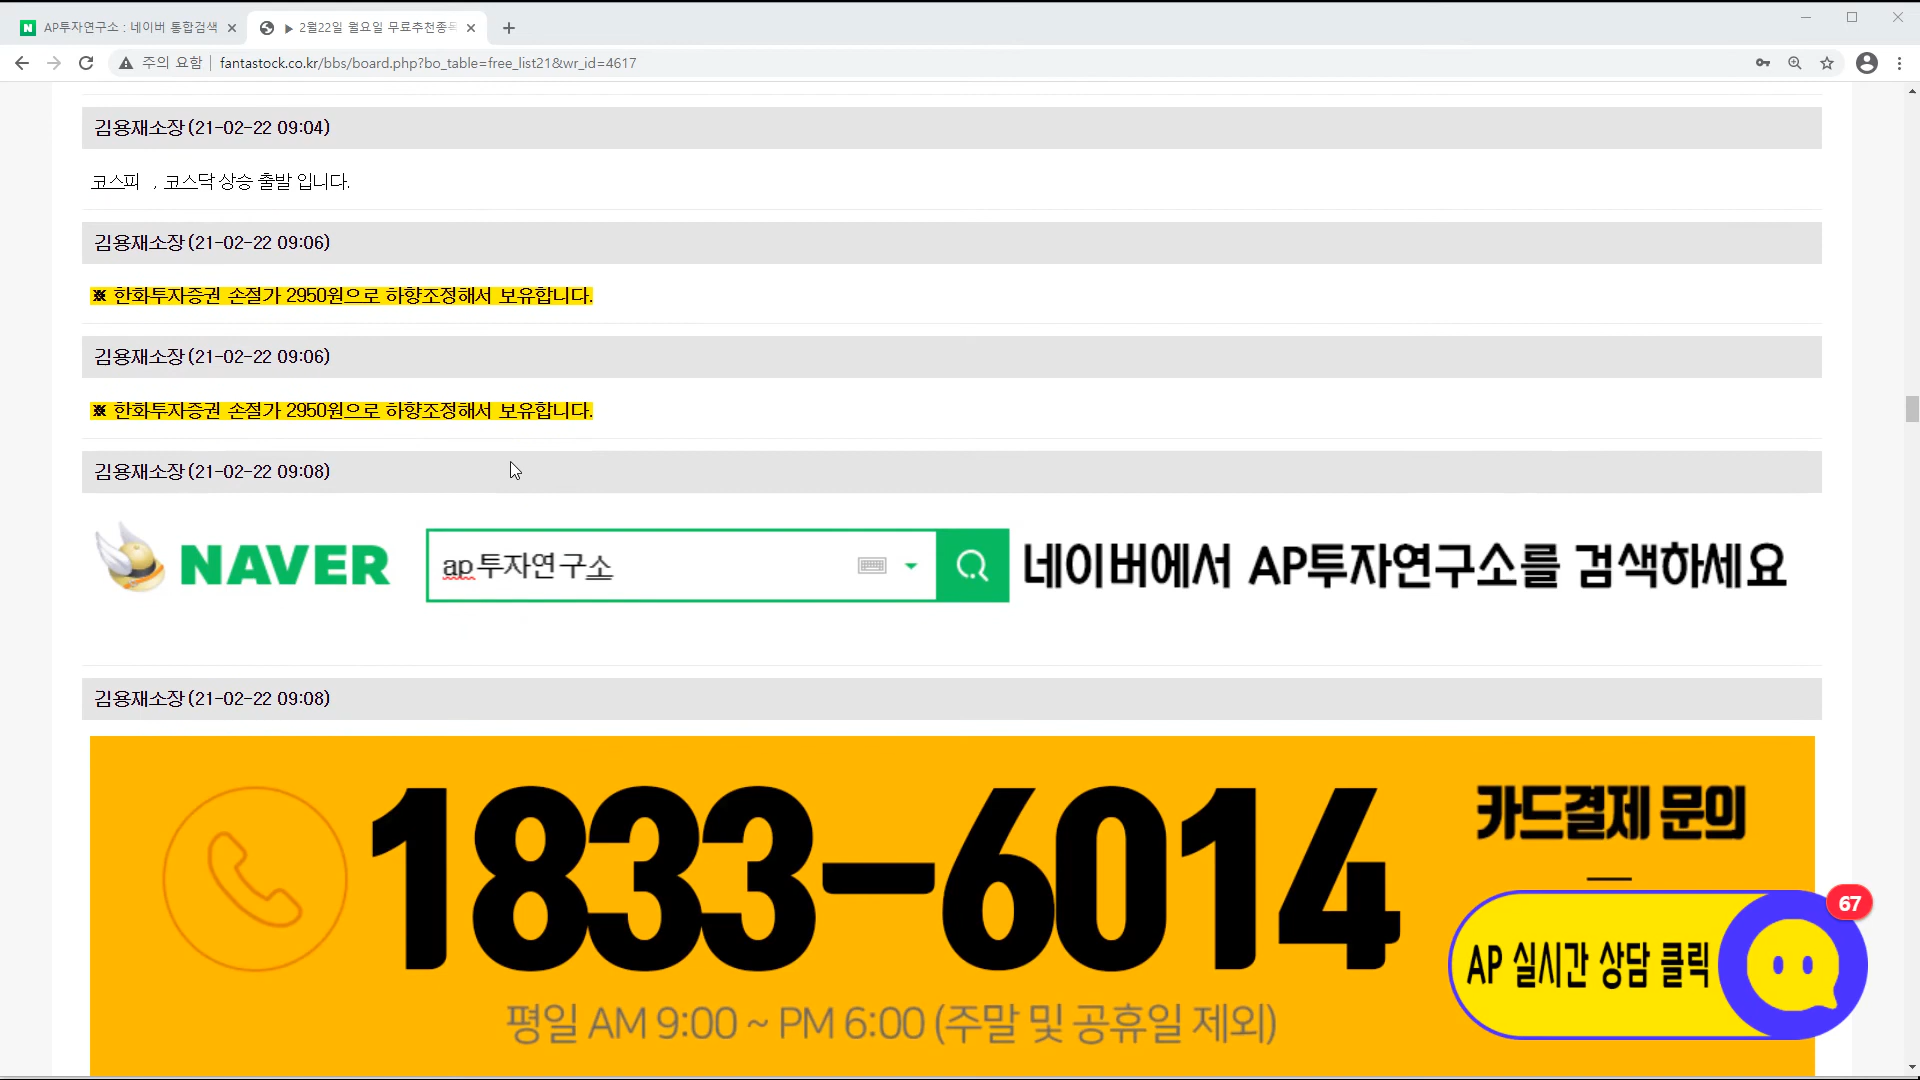 AP투자연구소 : 네이버 통합검색
▶ 2월22일 월요일 무료추천종목
주의 요함
fantastock.co.kr/bbs/board.php?bo_table=free_list21&wr_id=4617
김용재소장 (21-02-22 09:04)
코스피 , 코스닥 상승 출발 입니다.
김용재소장 (21-02-22 09:06)
※ 한화투자증권 손절가 2950원으로 하향조정해서 보유합니다.
김용재소장 (21-02-22 09:06)
※ 한화투자증권 손절가 2950원으로 하향조정해서 보유합니다.
김용재소장 (21-02-22 09:08)
NAVER
ap투자연구소
네이버에서 AP투자연구소를 검색하세요
김용재소장 (21-02-22 09:08)
1833-6014
카드결제 문의
평일 AM 9:00 ~ PM 6:00 (주말 및 공휴일 제외)
AP 실시간 상담 클릭
67